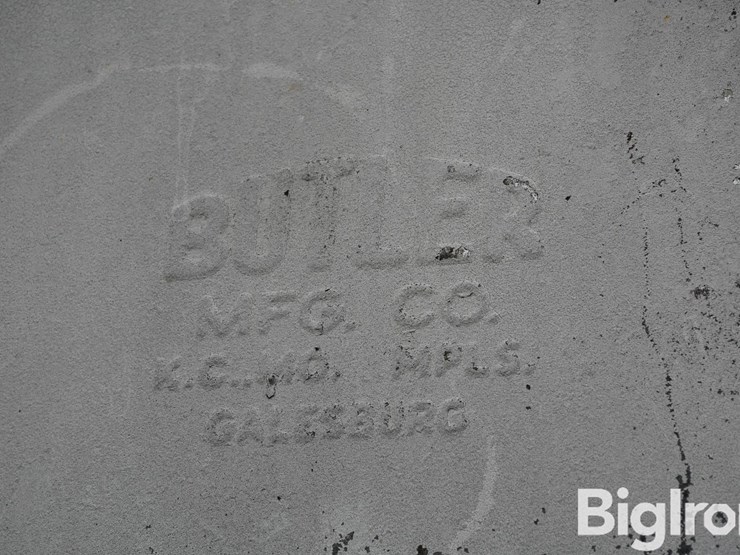 BUTLER
MFG. CO.
K.C., MO. MPLS.
GALESBURG
BigIron